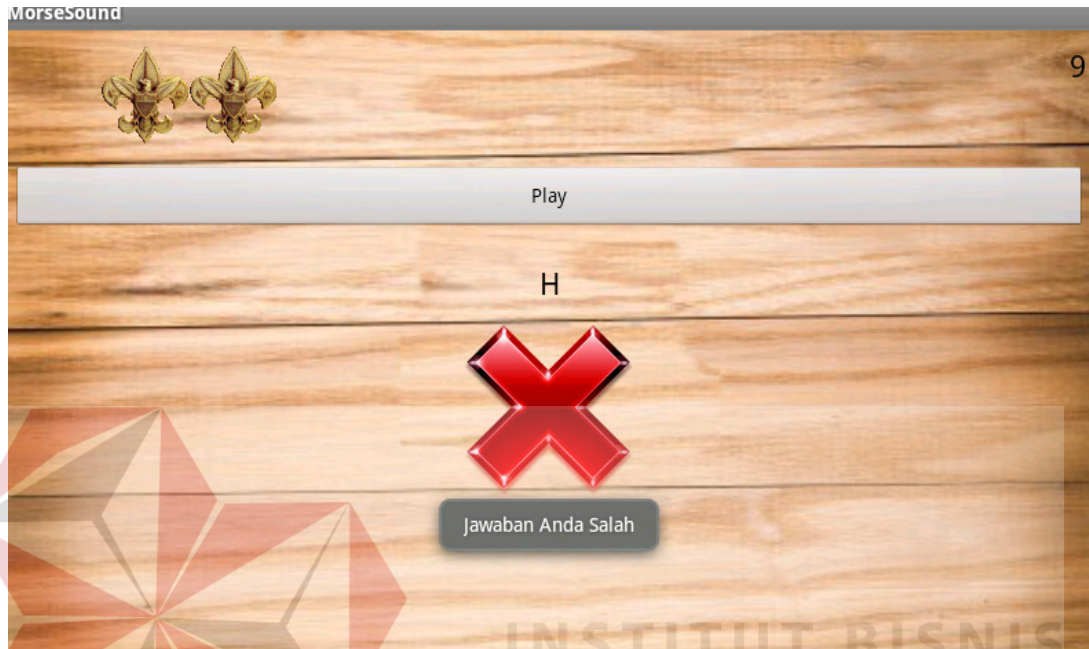 MorseSound
9
Play
H
Jawaban Anda Salah
INSTITUT BISNIS